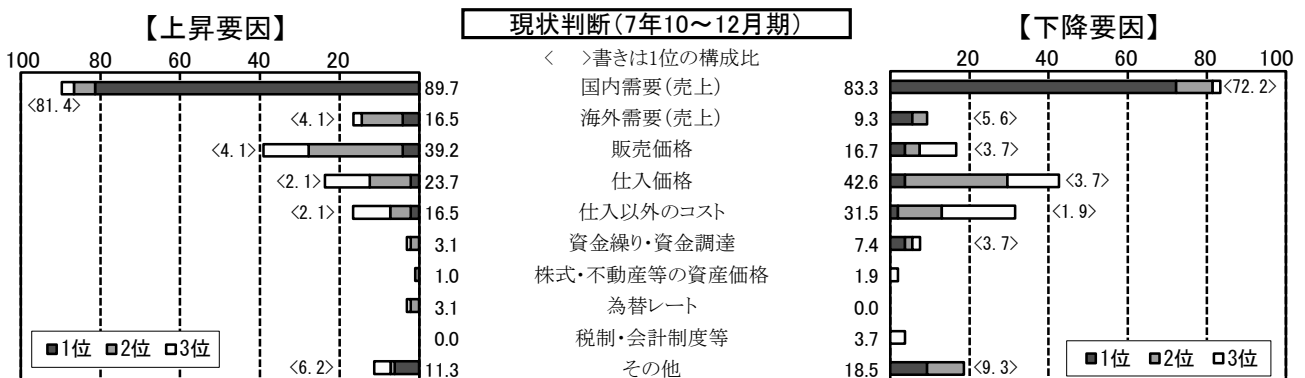 【上昇要因】 現状判断(7年10～12月期) 【下降要因】
< >書きは1位の構成比
100 80 60 40 20 20 40 60 80 100
<81.4> 89.7 国内需要(売上) 83.3 <72.2>
<4.1> 16.5 海外需要(売上) 9.3 <5.6>
<4.1> 39.2 販売価格 16.7 <3.7>
<2.1> 23.7 仕入価格 42.6 <3.7>
<2.1> 16.5 仕入以外のコスト 31.5 <1.9>
3.1 資金繰り・資金調達 7.4 <3.7>
1.0 株式・不動産等の資産価格 1.9
3.1 為替レート 0.0
0.0 税制・会計制度等 3.7
<6.2> 11.3 その他 18.5 <9.3>
■1位 ■2位 □3位 ■1位 ■2位 □3位